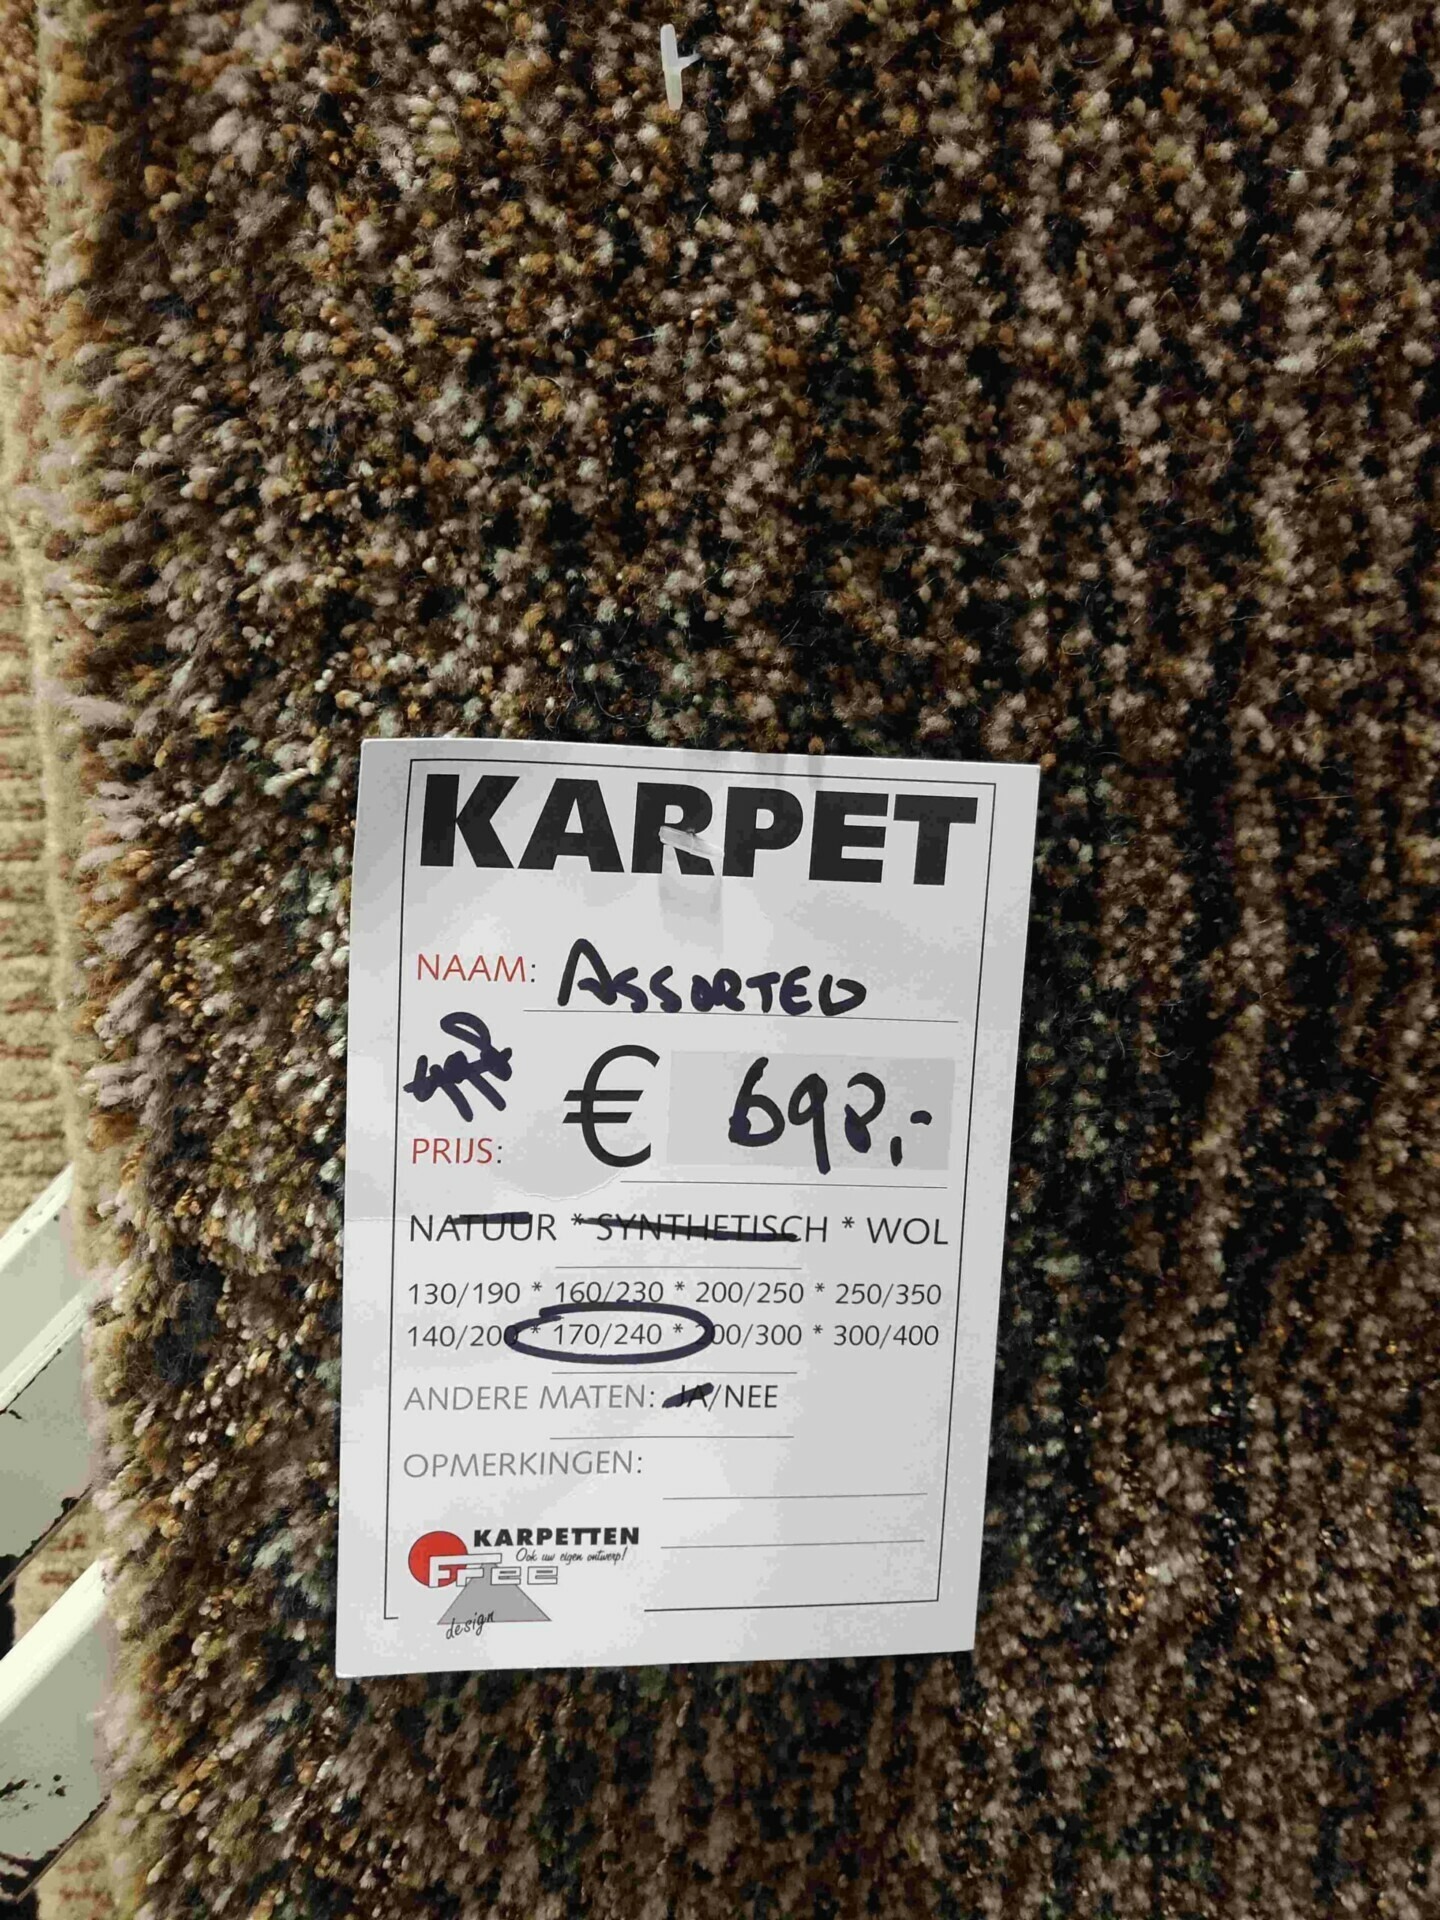 KARPET
NAAM: ASSORTED
€ 698,-
PRIJS:
NATUUR * SYNTHETISCH * WOL
130/190 * 160/230 * 200/250 * 250/350
140/200 * 170/240 * 200/300 * 300/400
ANDERE MATEN: JA/NEE
OPMERKINGEN:
KARPETTEN
Ook uw eigen ontwerp!
FFree
design